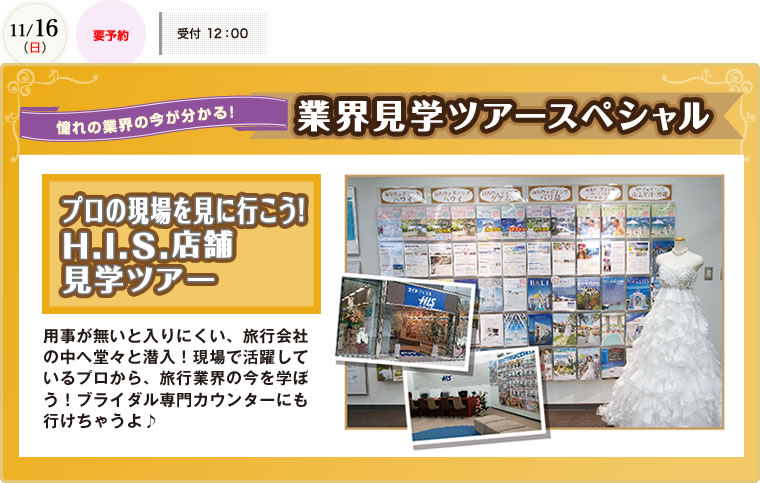 11/16
（日）
要予約
受付 12：00
憧れの業界の今が分かる！
業界見学ツアースペシャル
プロの現場を見に行こう！
H.I.S.店舗
見学ツアー
用事が無いと入りにくい、旅行会社
の中へ堂々と潜入！現場で活躍して
いるプロから、旅行業界の今を学ぼ
う！ブライダル専門カウンターにも
行けちゃうよ♪
BALI
HIS